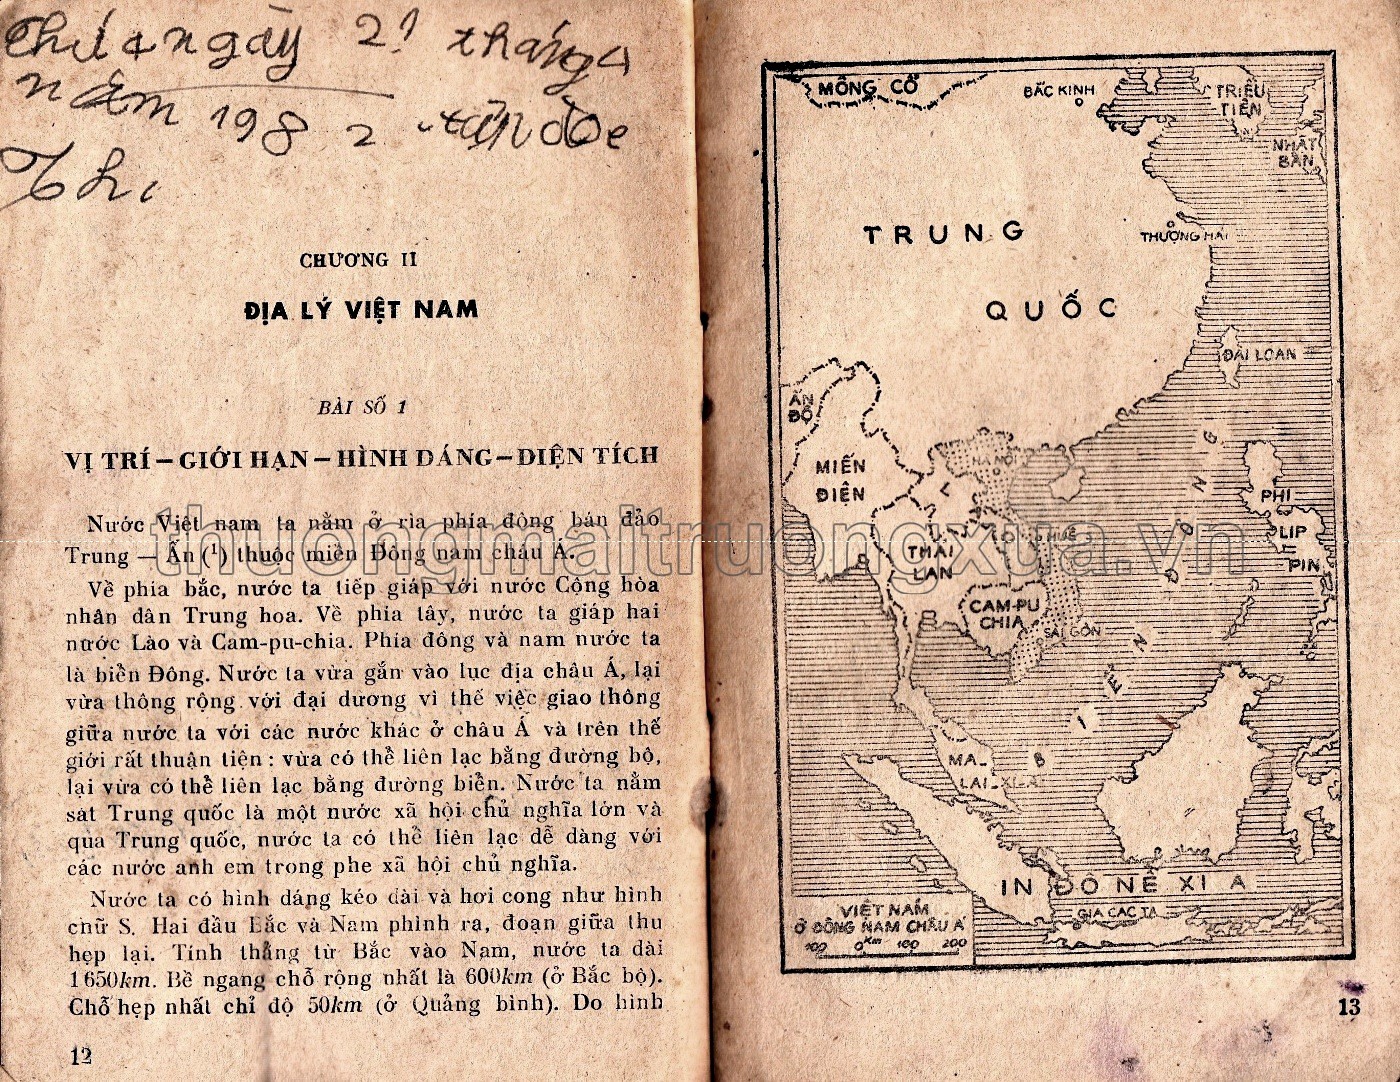 ngày 21 tháng 4
năm 1982
Thi
CHƯƠNG II
ĐỊA LÝ VIỆT NAM
BÀI SỐ 1
VỊ TRÍ — GIỚI HẠN — HÌNH DÁNG — DIỆN TÍCH
Nước Việt nam ta nằm ở rìa phía đông bán đảo
Trung — Ấn (¹) thuộc miền Đông nam châu Á.
Về phía bắc, nước ta tiếp giáp với nước Cộng hòa
nhân dân Trung hoa. Về phía tây, nước ta giáp hai
nước Lào và Cam-pu-chia. Phía đông và nam nước ta
là biển Đông. Nước ta vừa gắn vào lục địa châu Á, lại
vừa thông rộng với đại dương vì thế việc giao thông
giữa nước ta với các nước khác ở châu Á và trên thế
giới rất thuận tiện : vừa có thể liên lạc bằng đường bộ,
lại vừa có thể liên lạc bằng đường biển. Nước ta nằm
sát Trung quốc là một nước xã hội chủ nghĩa lớn và
qua Trung quốc, nước ta có thể liên lạc dễ dàng với
các nước anh em trong phe xã hội chủ nghĩa.
Nước ta có hình dáng kéo dài và hơi cong như hình
chữ S. Hai đầu Bắc và Nam phình ra, đoạn giữa thu
hẹp lại. Tính thẳng từ Bắc vào Nam, nước ta dài
1650km. Bề ngang chỗ rộng nhất là 600km (ở Bắc bộ).
Chỗ hẹp nhất chỉ độ 50km (ở Quảng bình). Do hình
12
MÔNG CỔ
BẮC KINH
TRIỀU
TIÊN
NHẬT
BẢN
TRUNG
THƯỢNG HẢI
QUỐC
ĐÀI LOAN
ẤN
ĐỘ
MIẾN
ĐIỆN
HÀ NỘI
LÀO
HUẾ
THÁI
LAN
CAM-PU
CHIA
SÀI GÒN
BIỂN ĐÔNG
PHI
LIP
PIN
MA-
LAI-XI-A
IN ĐÔ NÊ XI A
GIA CÁC TA
VIỆT NAM
Ở ĐÔNG NAM CHÂU Á
100 0 Km 100 200
13
thuongmaitruongxua.vn